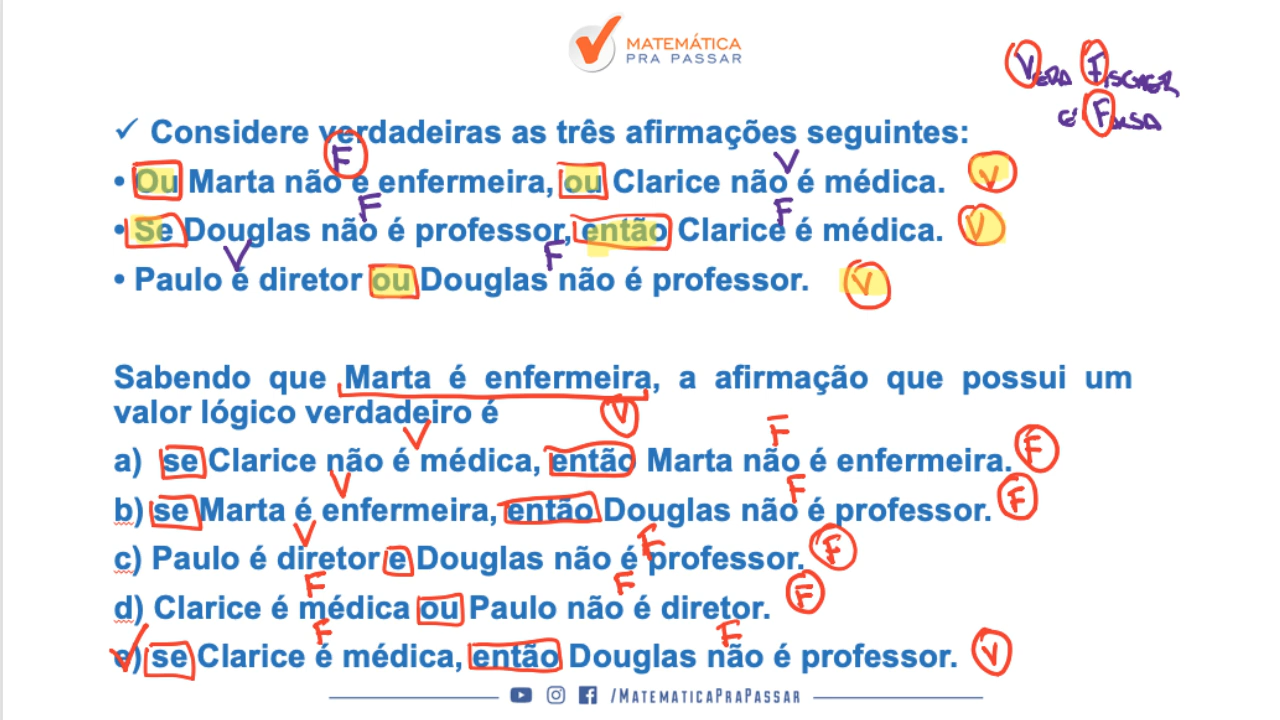 MATEMÁTICA
PRA PASSAR
VERA FISCHER
É FALSA
✓ Considere verdadeiras as três afirmações seguintes:
F V
• Ou Marta não é enfermeira, ou Clarice não é médica. V
F F
• Se Douglas não é professor, então Clarice é médica. V
V F
• Paulo é diretor ou Douglas não é professor. V
Sabendo que Marta é enfermeira, a afirmação que possui um
valor lógico verdadeiro é V
V F
a) se Clarice não é médica, então Marta não é enfermeira. F
V F
b) se Marta é enfermeira, então Douglas não é professor. F
V F
c) Paulo é diretor e Douglas não é professor. F
F F
d) Clarice é médica ou Paulo não é diretor. F
F F
e) se Clarice é médica, então Douglas não é professor. V
/MATEMATICAPRAPASSAR